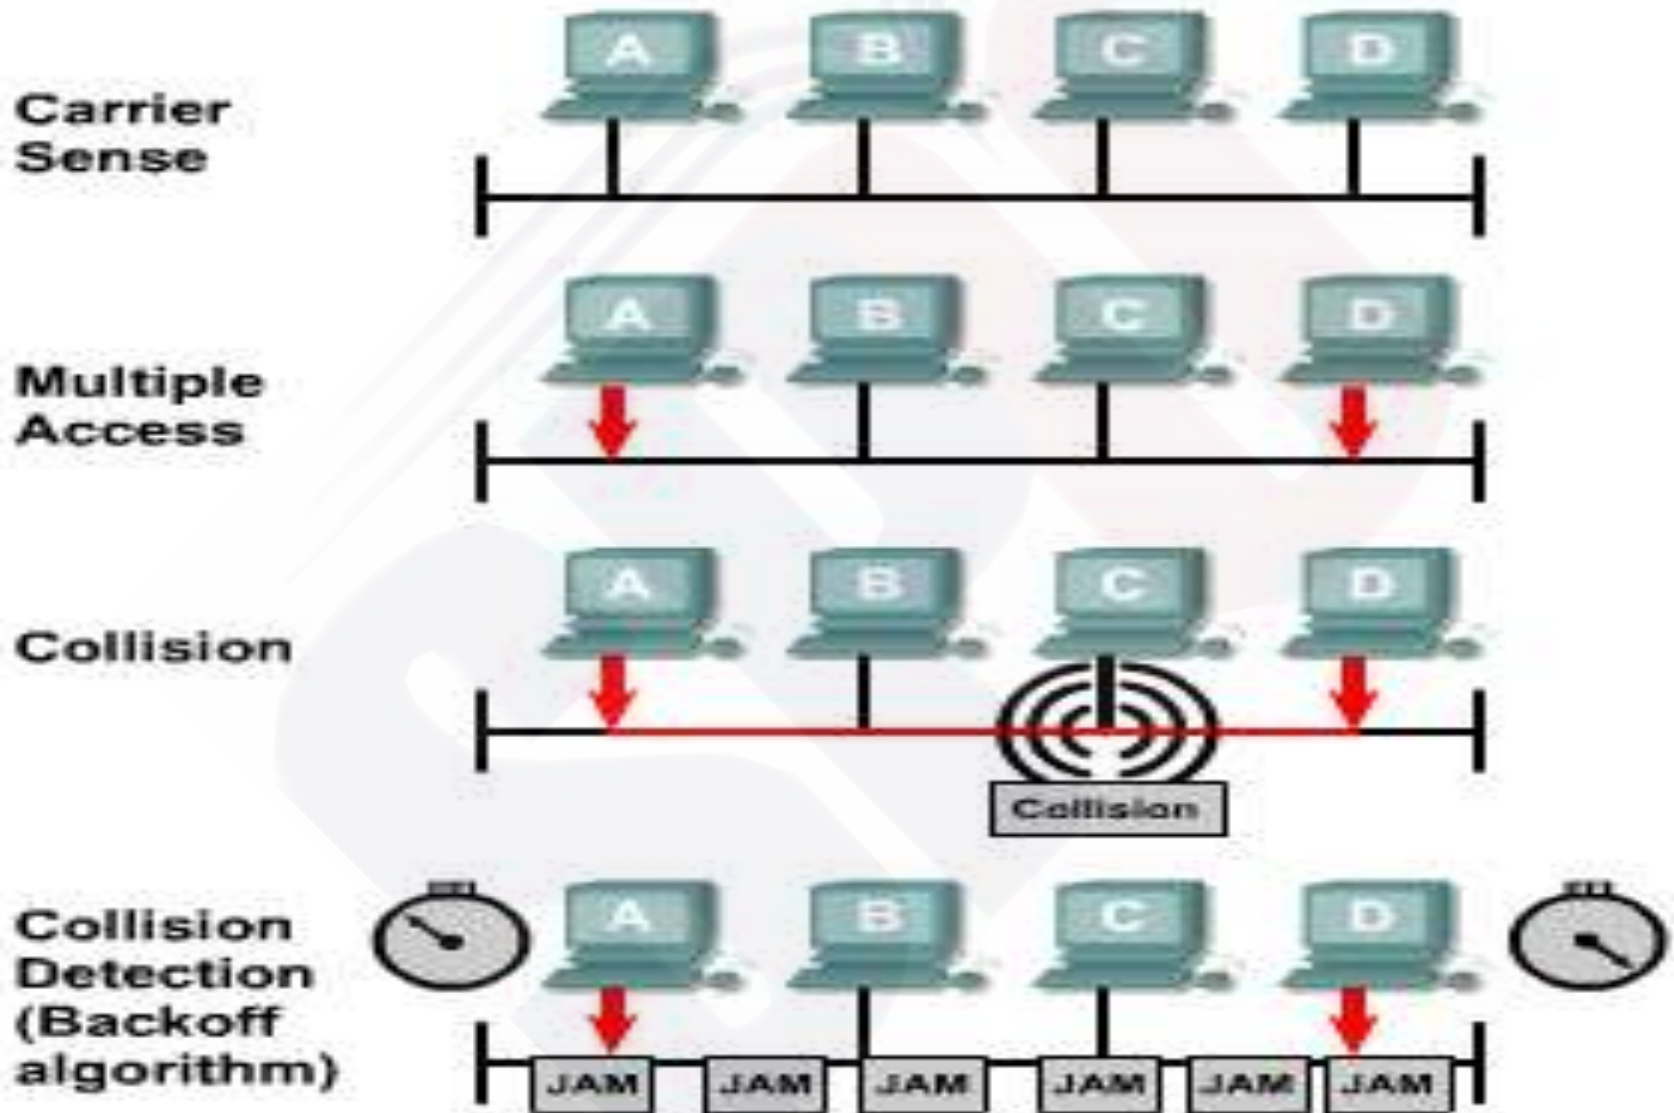 A B C D
Carrier
Sense
A B C D
Multiple
Access
A B C D
Collision
Collision
A B C D
Collision
Detection
(Backoff
algorithm)
JAM JAM JAM JAM JAM JAM